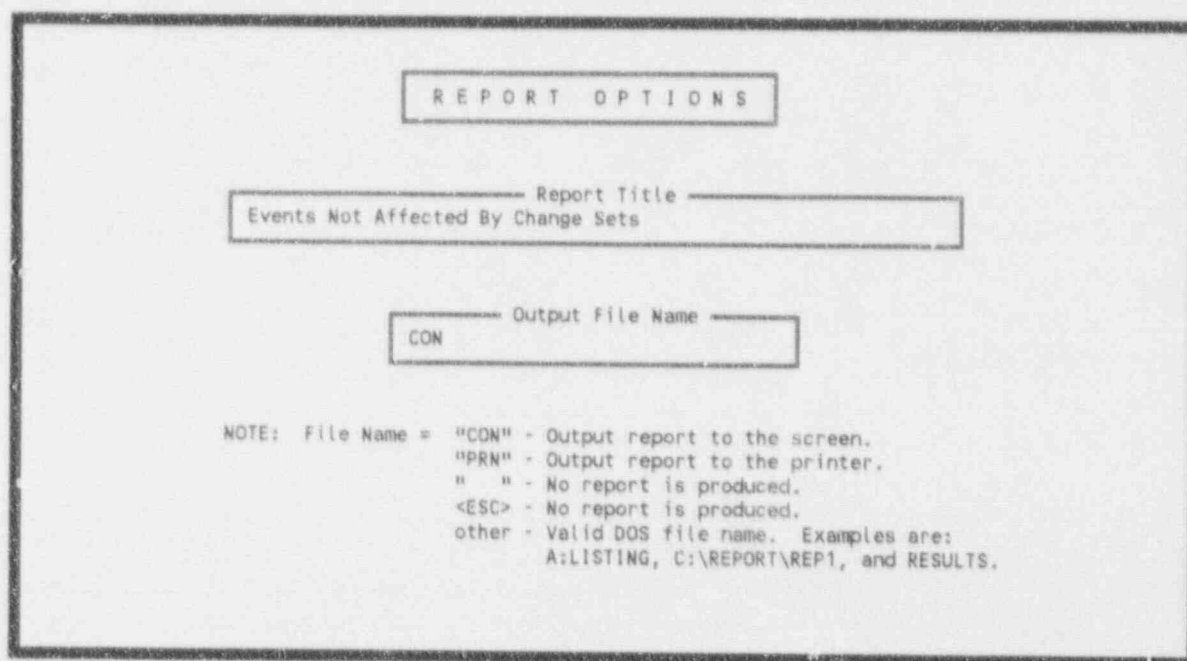 R E P O R T  O P T I O N S
Report Title
Events Not Affected By Change Sets
Output File Name
CON
NOTE:  File Name =  "CON" - Output report to the screen.
"PRN" - Output report to the printer.
"   " - No report is produced.
<ESC> - No report is produced.
other - Valid DOS file name.  Examples are:
A:LISTING, C:\REPORT\REP1, and RESULTS.